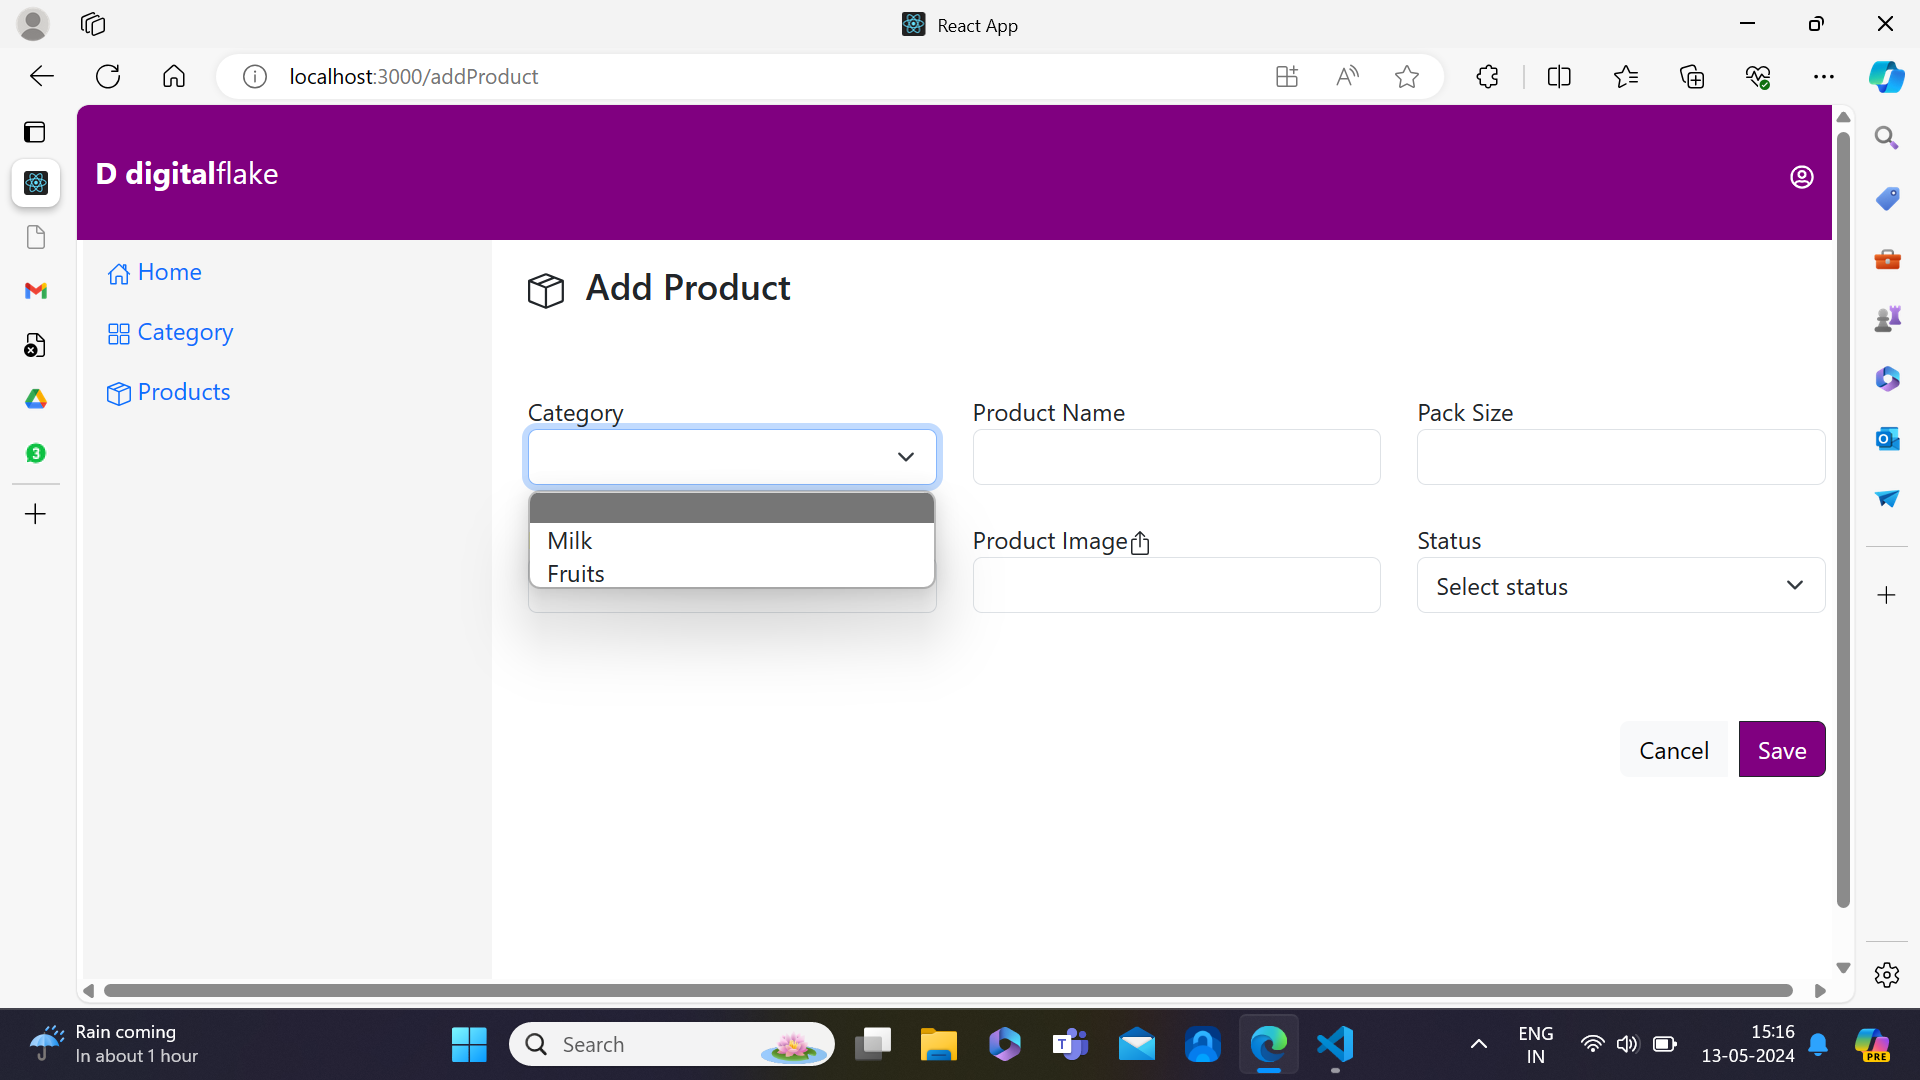 React App
localhost:3000/addProduct
D digitalflake
Home
Category
Products
Add Product
Category
Product Name
Pack Size
Milk
Fruits
Product Image
Status
Select status
Cancel
Save
3
Rain coming
In about 1 hour
Search
T
PRE
ENG
IN
15:16
13-05-2024